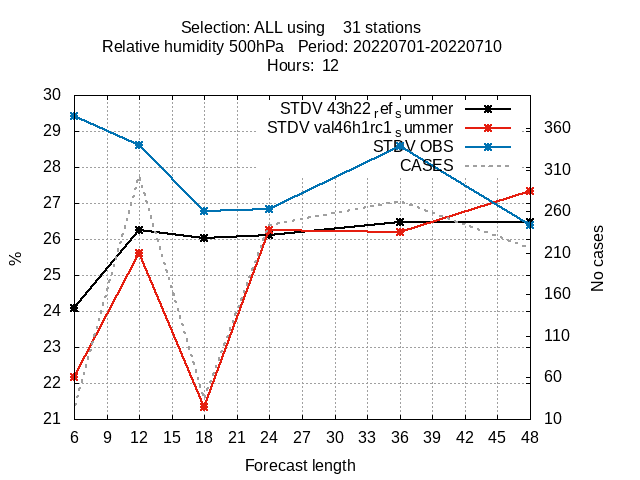 Selection: ALL using    31 stations
Relative humidity 500hPa   Period: 20220701-20220710
Hours: 12
STDV 43h22_ref_summer
STDV val46h1rc1_summer
STDV OBS
CASES
30
29
28
27
26
25
24
23
22
21
%
360
310
260
210
160
110
60
10
No cases
6 9 12 15 18 21 24 27 30 33 36 39 42 45 48
Forecast length